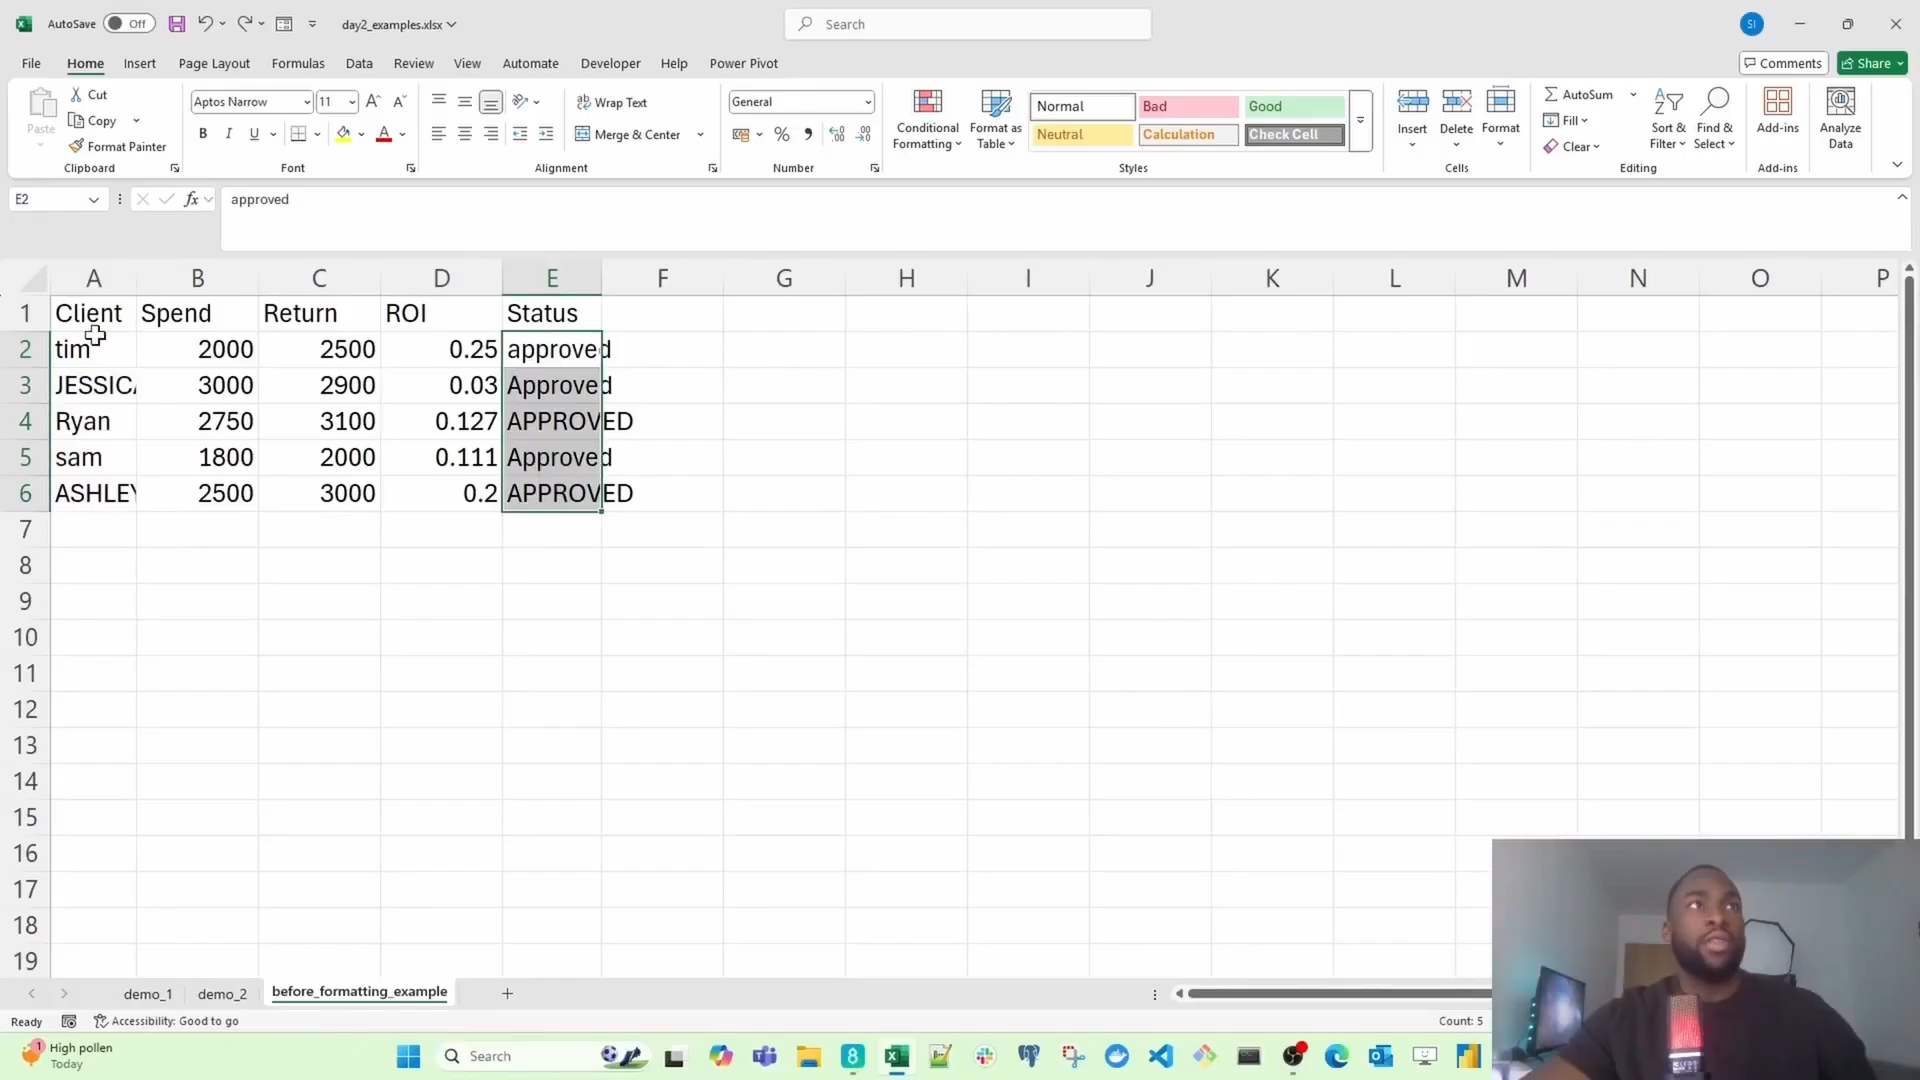 AutoSave Off day2_examples.xlsx Search SI
File Home Insert Page Layout Formulas Data Review View Automate Developer Help Power Pivot Comments Share
Paste Cut Copy Format Painter Clipboard
Aptos Narrow 11 B I U A Font
Wrap Text Merge & Center Alignment
General % Number
Conditional Formatting Format as Table Normal Bad Good Neutral Calculation Check Cell Styles
Insert Delete Format Cells
AutoSum Fill Clear Sort & Filter Find & Select Editing
Add-ins Add-ins
Analyze Data
E2 fx approved
A B C D E F G H I J K L M N O P
1 Client Spend Return ROI Status
2 tim 2000 2500 0.25 approved
3 JESSICA 3000 2900 0.03 Approved
4 Ryan 2750 3100 0.127 APPROVED
5 sam 1800 2000 0.111 Approved
6 ASHLEY 2500 3000 0.2 APPROVED
7
8
9
10
11
12
13
14
15
16
17
18
19
demo_1 demo_2 before_formatting_example
Ready Accessibility: Good to go Count: 5
High pollen
Today
Search